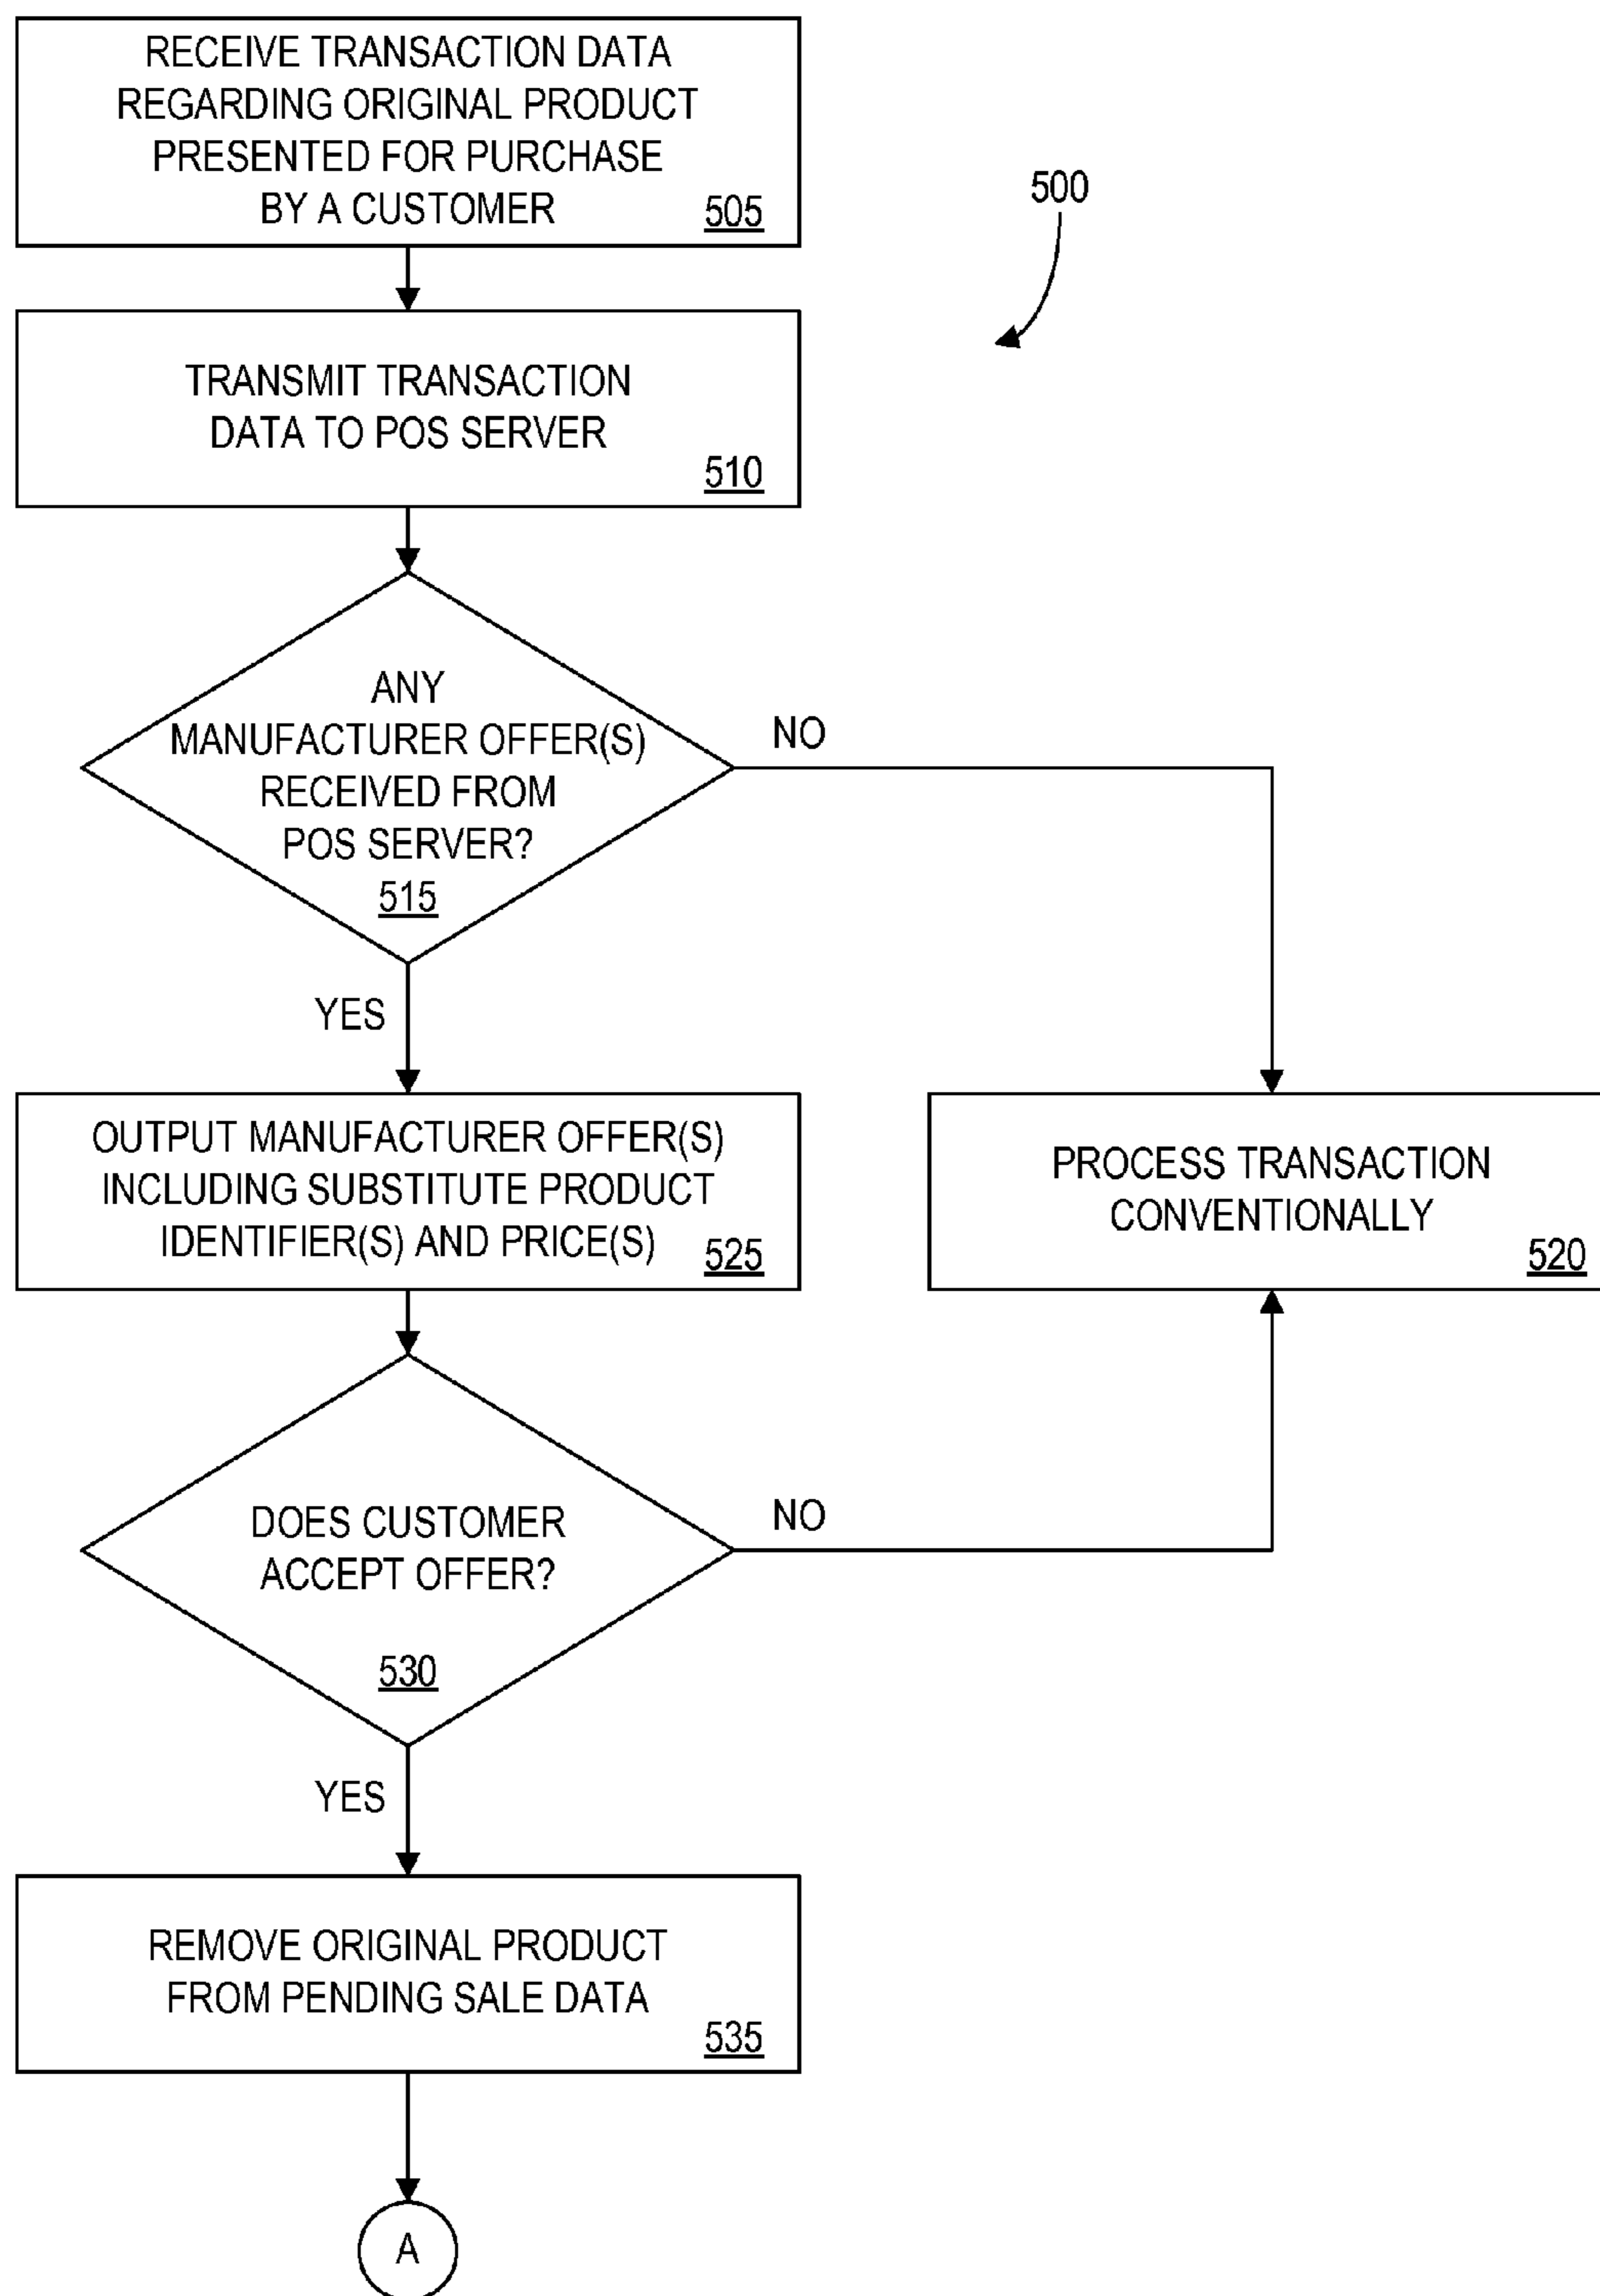 RECEIVE TRANSACTION DATA
REGARDING ORIGINAL PRODUCT
PRESENTED FOR PURCHASE
BY A CUSTOMER
505
500
TRANSMIT TRANSACTION
DATA TO POS SERVER
510
ANY
MANUFACTURER OFFER(S)
RECEIVED FROM
POS SERVER?
515
NO
YES
OUTPUT MANUFACTURER OFFER(S)
INCLUDING SUBSTITUTE PRODUCT
IDENTIFIER(S) AND PRICE(S)
525
PROCESS TRANSACTION
CONVENTIONALLY
520
DOES CUSTOMER
ACCEPT OFFER?
530
NO
YES
REMOVE ORIGINAL PRODUCT
FROM PENDING SALE DATA
535
A